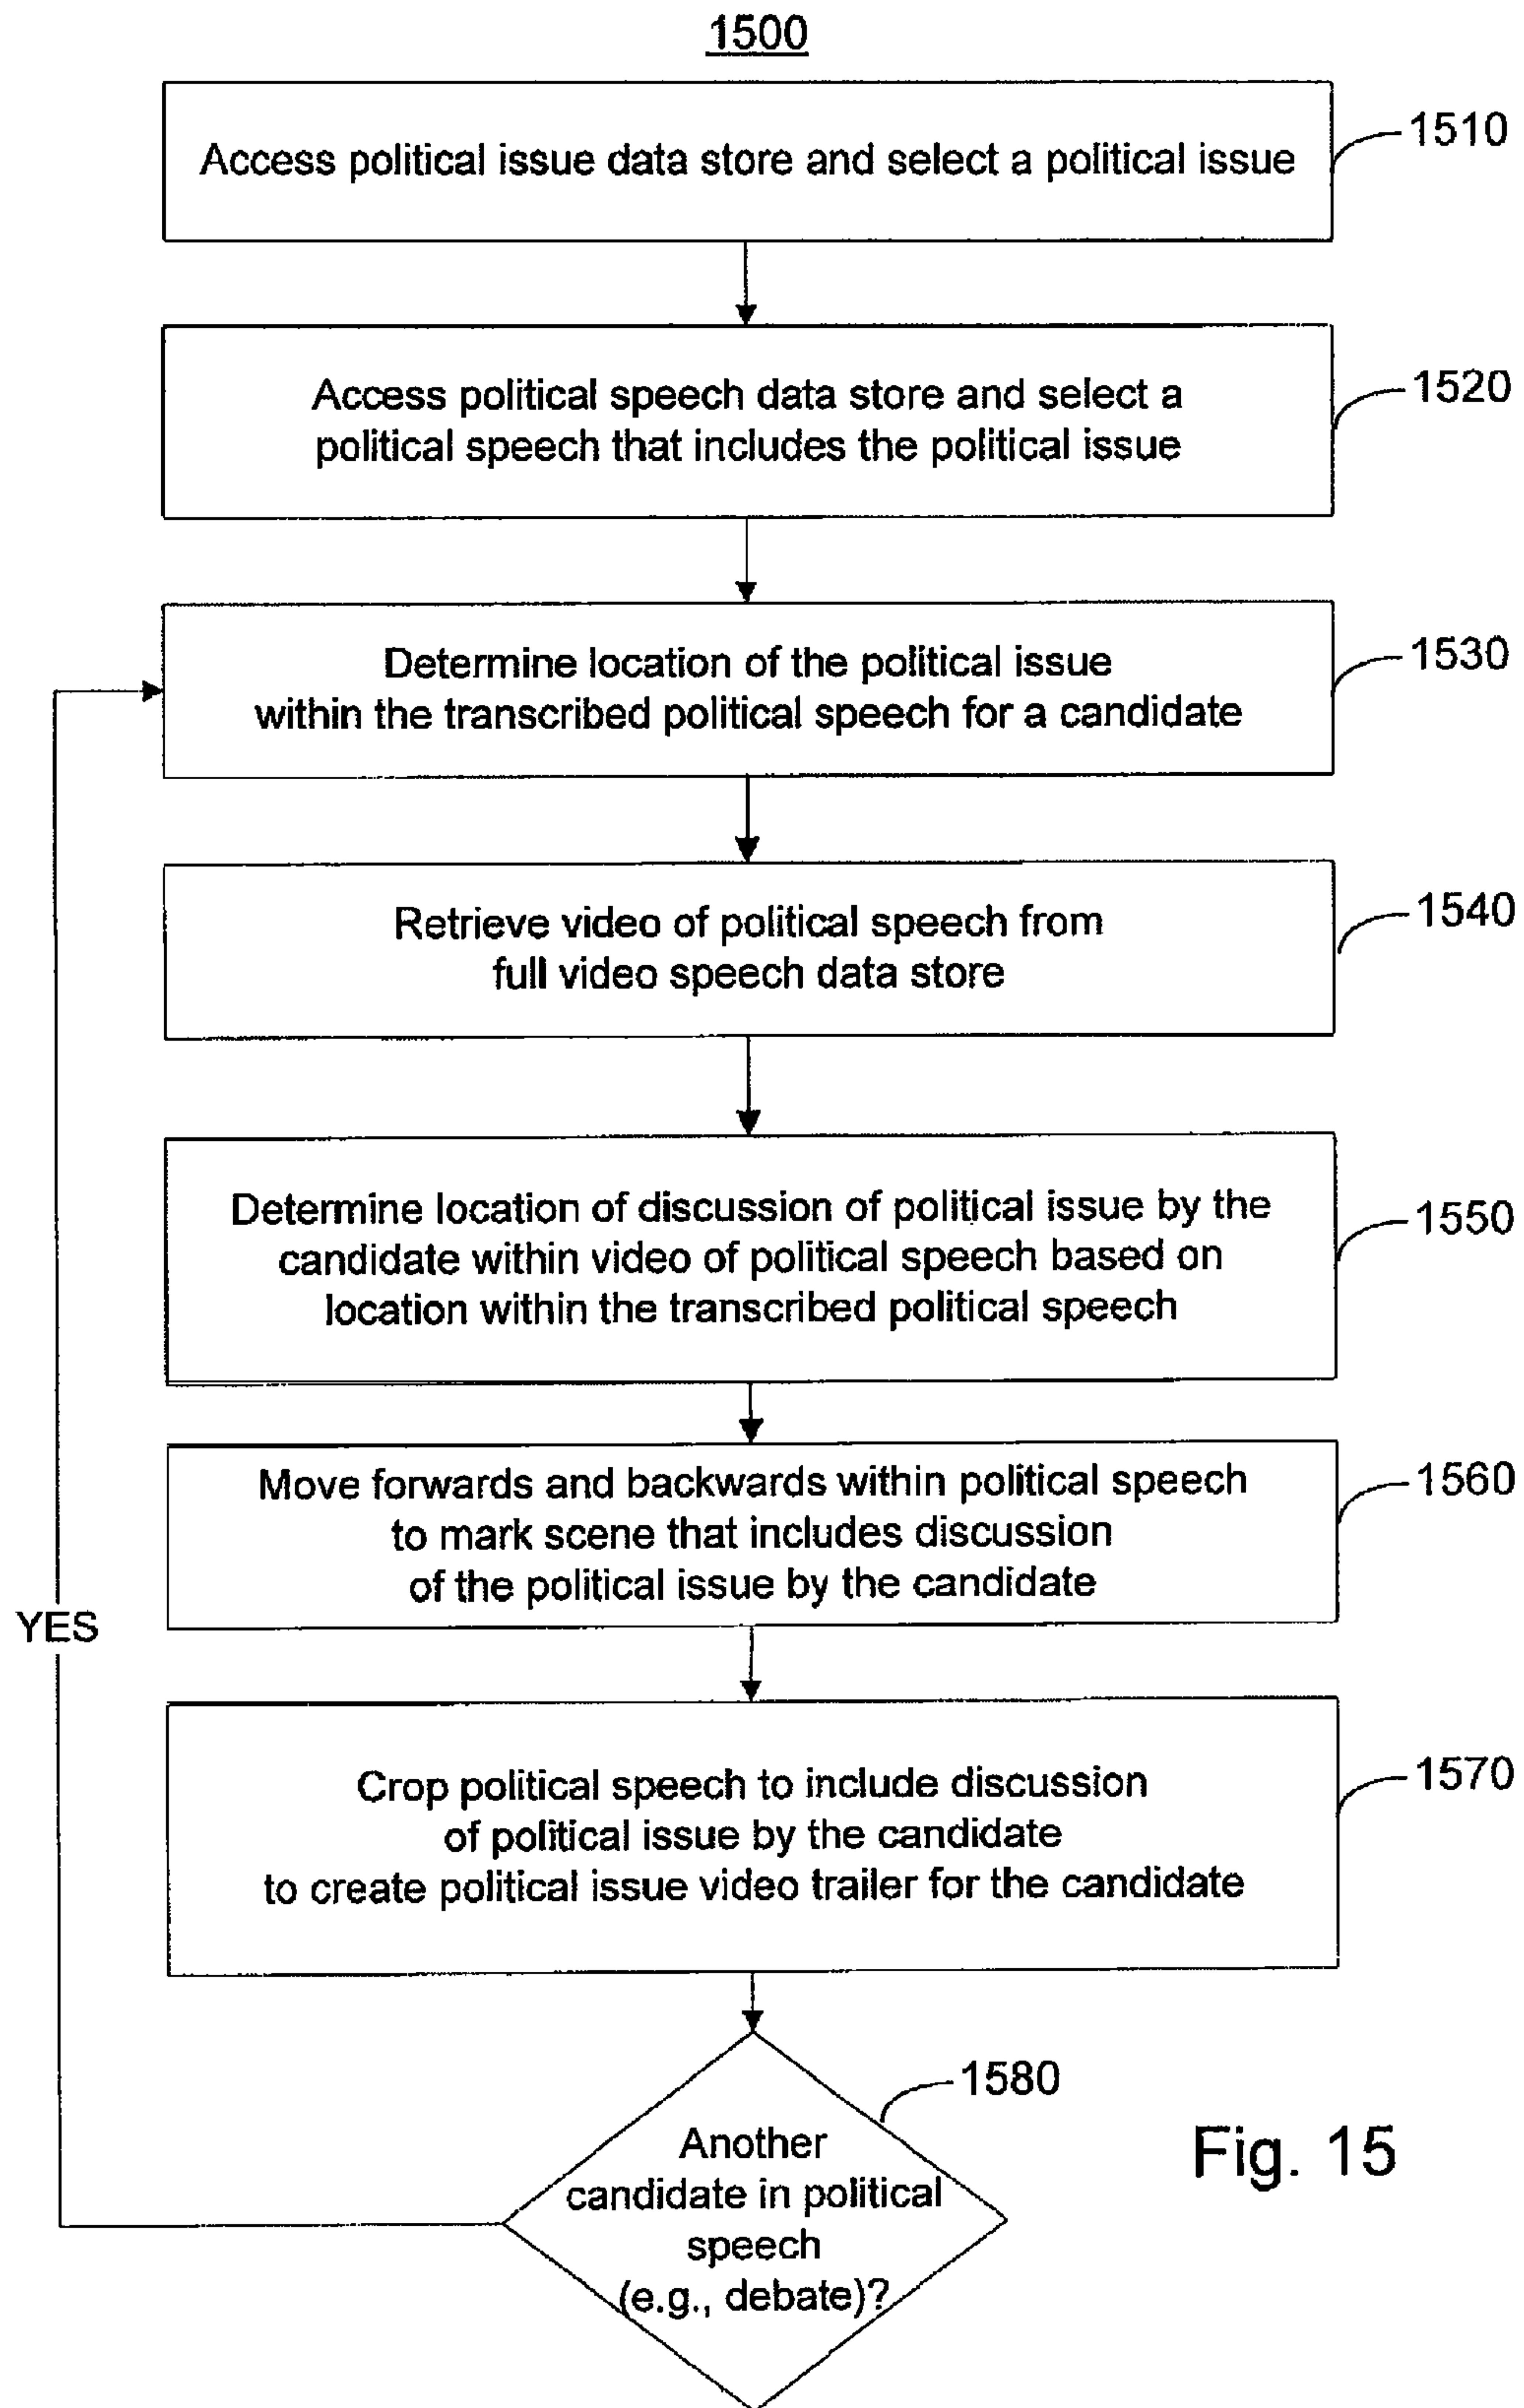 1500
Access political issue data store and select a political issue
1510
Access political speech data store and select a
political speech that includes the political issue
1520
Determine location of the political issue
within the transcribed political speech for a candidate
1530
Retrieve video of political speech from
full video speech data store
1540
Determine location of discussion of political issue by the
candidate within video of political speech based on
location within the transcribed political speech
1550
Move forwards and backwards within political speech
to mark scene that includes discussion
of the political issue by the candidate
1560
YES
Crop political speech to include discussion
of political issue by the candidate
to create political issue video trailer for the candidate
1570
Another
candidate in political
speech
(e.g., debate)?
1580
Fig. 15